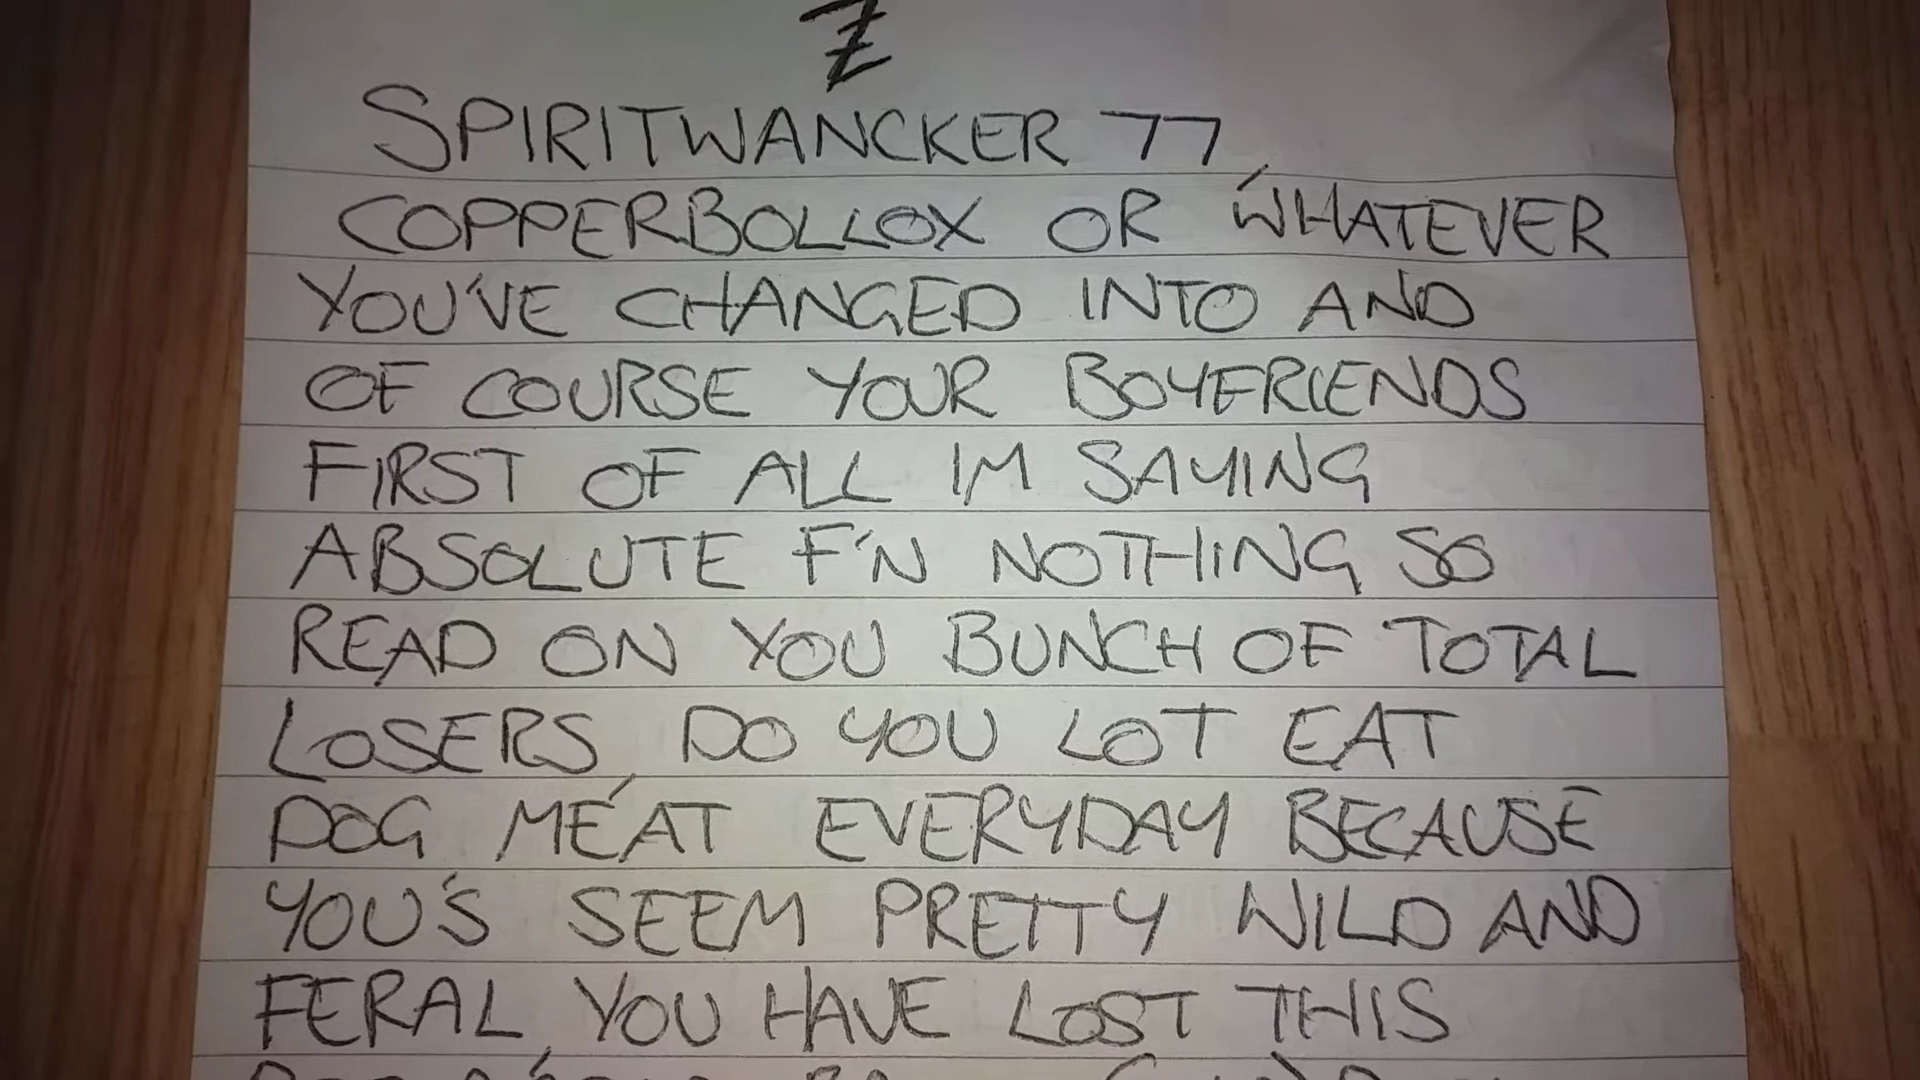 Z
SPIRITWANCKER 77,
COPPERBOLLOX OR WHATEVER
YOU'VE CHANGED INTO AND
OF COURSE YOUR BOYFRIENDS
FIRST OF ALL IM SAYING
ABSOLUTE F'N NOTHING SO
READ ON YOU BUNCH OF TOTAL
LOSERS, DO YOU LOT EAT
DOG MEAT EVERYDAY BECAUSE
YOU'S SEEM PRETTY WILD AND
FERAL, YOU HAVE LOST THIS